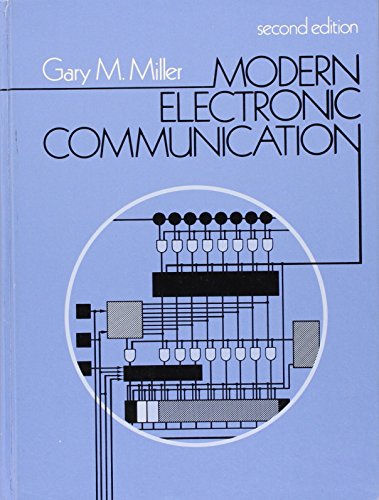 second edition
Gary M. Miller
MODERN
ELECTRONIC
COMMUNICATION